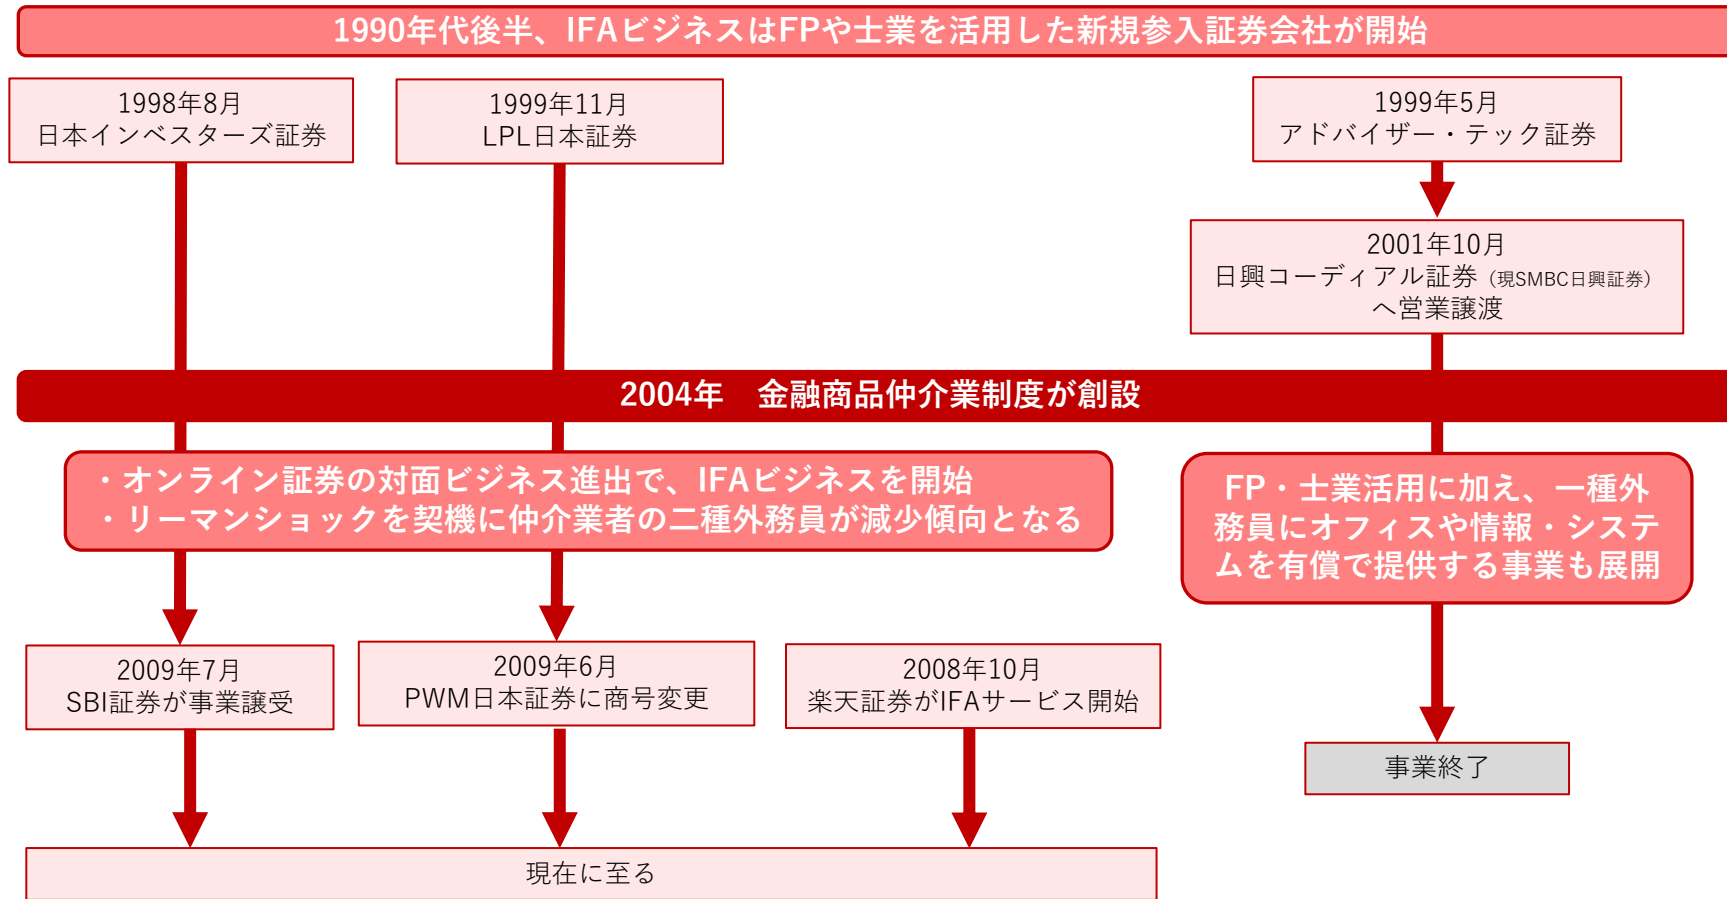 1990年代後半、IFAビジネスはFPや士業を活用した新規参入証券会社が開始
1998年8月
日本インベスターズ証券
1999年11月
LPL日本証券
1999年5月
アドバイザー・テック証券
2001年10月
日興コーディアル証券（現SMBC日興証券）
へ営業譲渡
2004年　金融商品仲介業制度が創設
・オンライン証券の対面ビジネス進出で、IFAビジネスを開始
・リーマンショックを契機に仲介業者の二種外務員が減少傾向となる
FP・士業活用に加え、一種外
務員にオフィスや情報・システ
ムを有償で提供する事業も展開
2009年7月
SBI証券が事業譲受
2009年6月
PWM日本証券に商号変更
2008年10月
楽天証券がIFAサービス開始
事業終了
現在に至る